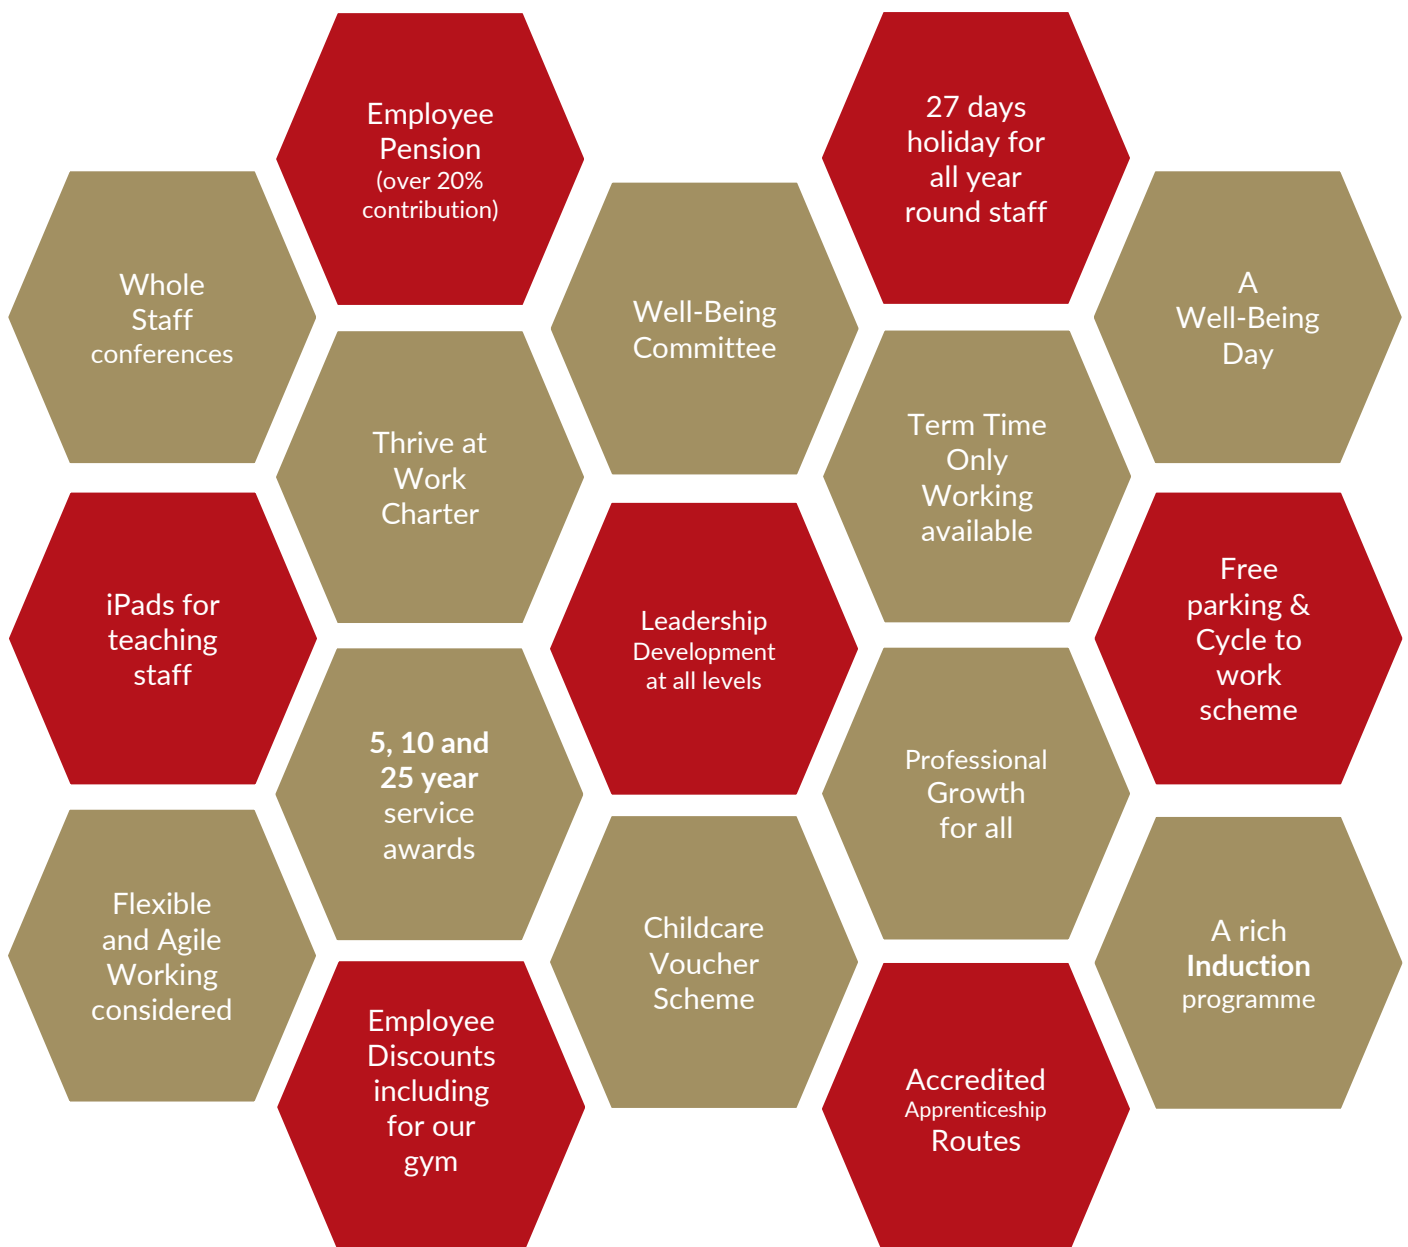 Employee
Pension
(over 20%
contribution)
27 days
holiday for
all year
round staff
Whole
Staff
conferences
Well-Being
Committee
A
Well-Being
Day
Thrive at
Work
Charter
Term Time
Only
Working
available
iPads for
teaching
staff
Leadership
Development
at all levels
Free
parking &
Cycle to
work
scheme
5, 10 and
25 year
service
awards
Professional
Growth
for all
Flexible
and Agile
Working
considered
Childcare
Voucher
Scheme
A rich
Induction
programme
Employee
Discounts
including
for our
gym
Accredited
Apprenticeship
Routes